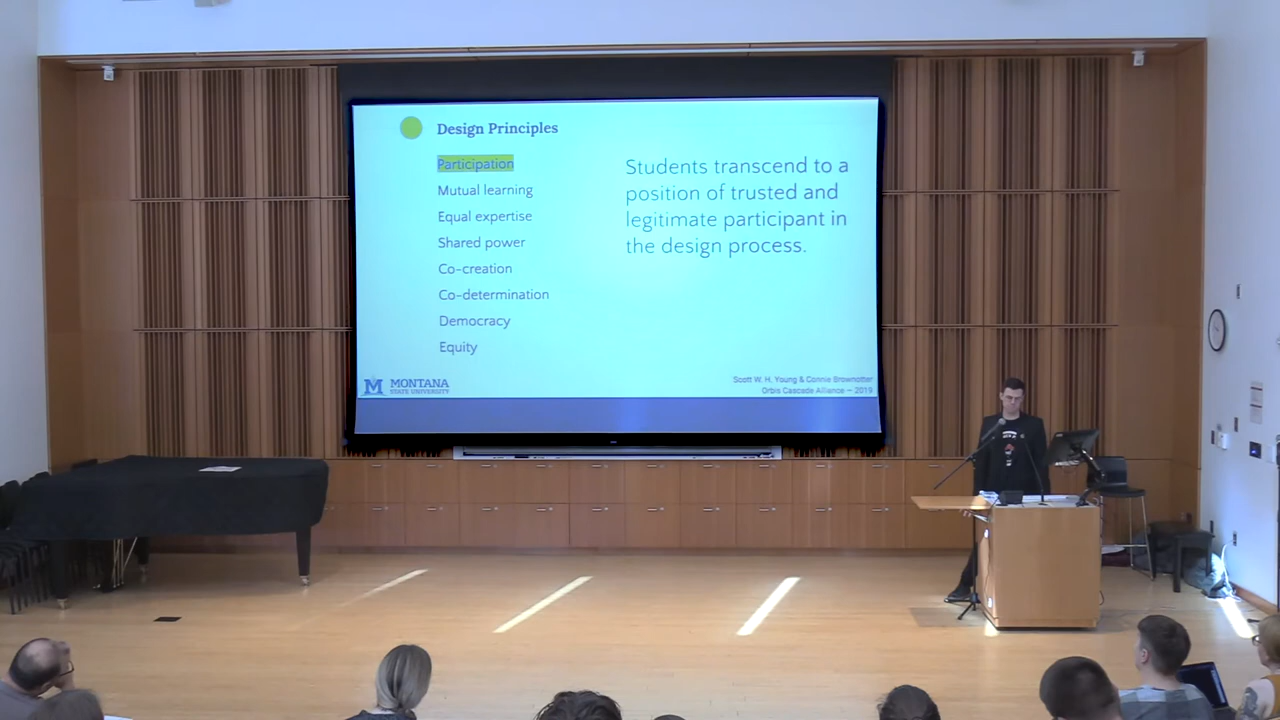 Design Principles
Participation
Mutual learning
Equal expertise
Shared power
Co-creation
Co-determination
Democracy
Equity
Students transcend to a
position of trusted and
legitimate participant in
the design process.
M MONTANA
STATE UNIVERSITY
Scott W. H. Young & Connie Brownotter
Orbis Cascade Alliance – 2019